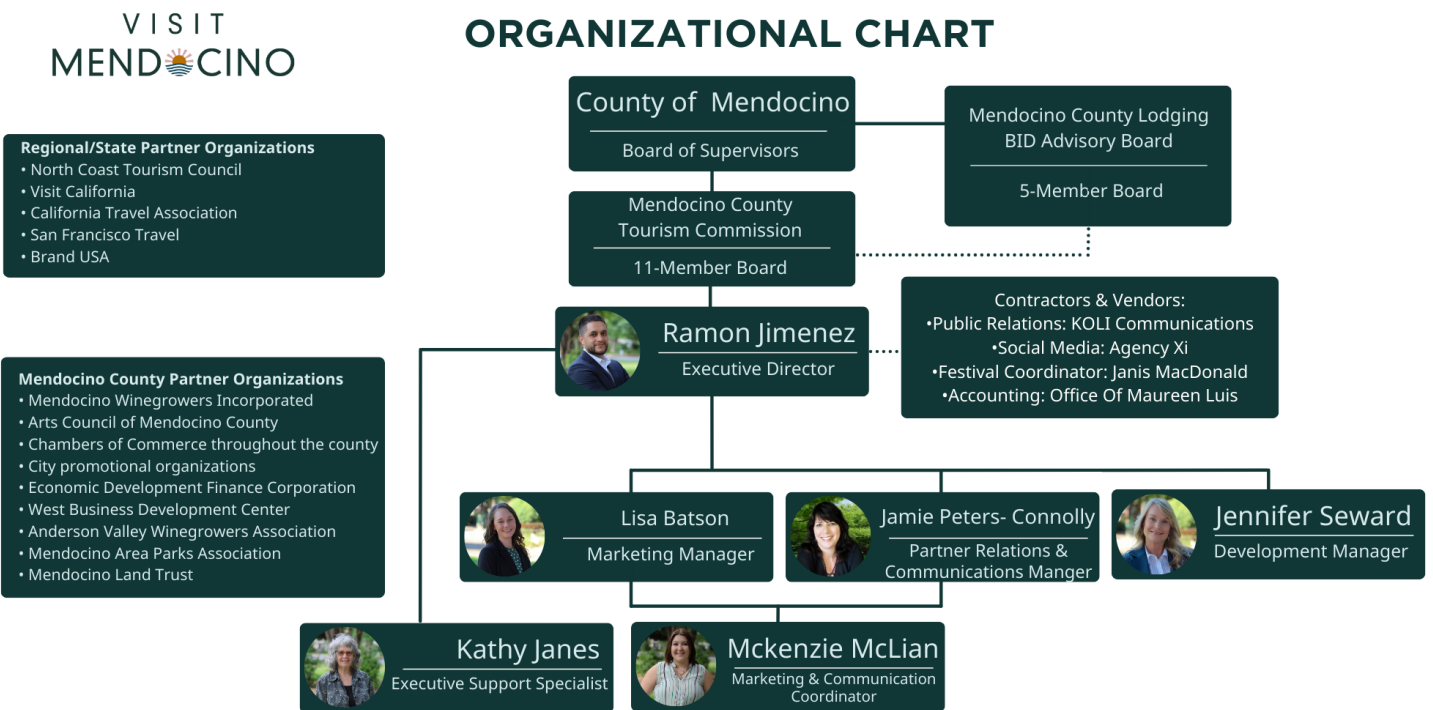 VISIT
MENDOCINO
ORGANIZATIONAL CHART
County of Mendocino
Board of Supervisors
Mendocino County Lodging
BID Advisory Board
5-Member Board
Mendocino County
Tourism Commission
11-Member Board
Regional/State Partner Organizations
• North Coast Tourism Council
• Visit California
• California Travel Association
• San Francisco Travel
• Brand USA
Ramon Jimenez
Executive Director
Contractors & Vendors:
•Public Relations: KOLI Communications
•Social Media: Agency Xi
•Festival Coordinator: Janis MacDonald
•Accounting: Office Of Maureen Luis
Mendocino County Partner Organizations
• Mendocino Winegrowers Incorporated
• Arts Council of Mendocino County
• Chambers of Commerce throughout the county
• City promotional organizations
• Economic Development Finance Corporation
• West Business Development Center
• Anderson Valley Winegrowers Association
• Mendocino Area Parks Association
• Mendocino Land Trust
Lisa Batson
Marketing Manager
Jamie Peters- Connolly
Partner Relations &
Communications Manger
Jennifer Seward
Development Manager
Kathy Janes
Executive Support Specialist
Mckenzie McLian
Marketing & Communication
Coordinator